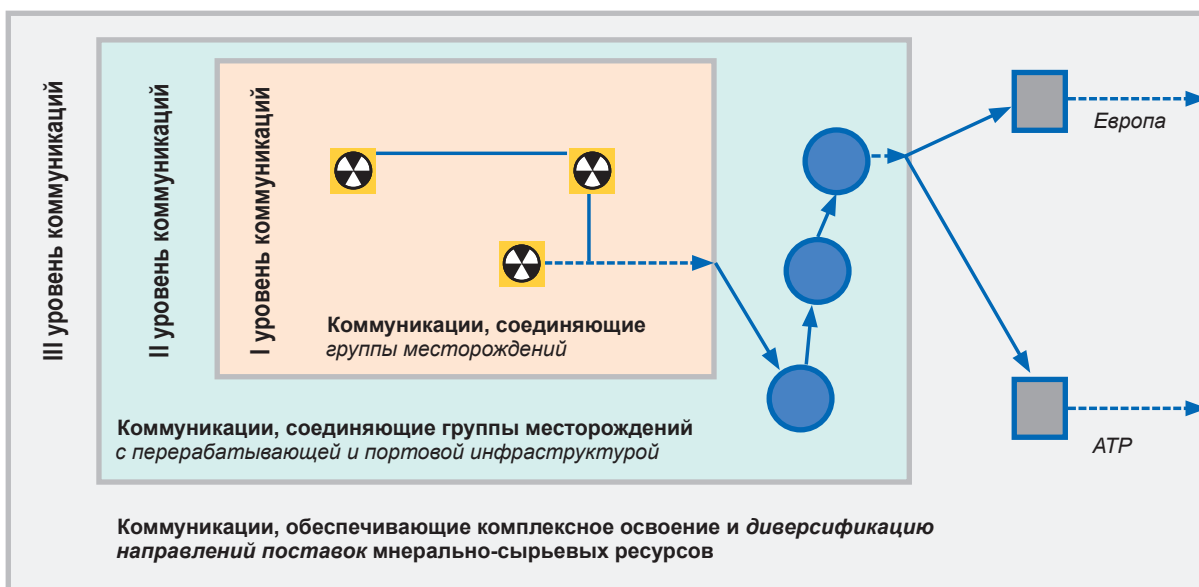 III уровень коммуникаций
II уровень коммуникаций
I уровень коммуникаций
Европа
Коммуникации, соединяющие
группы месторождений
Коммуникации, соединяющие группы месторождений
с перерабатывающей и портовой инфраструктурой
АТР
Коммуникации, обеспечивающие комплексное освоение и диверсификацию
направлений поставок мнерально-сырьевых ресурсов